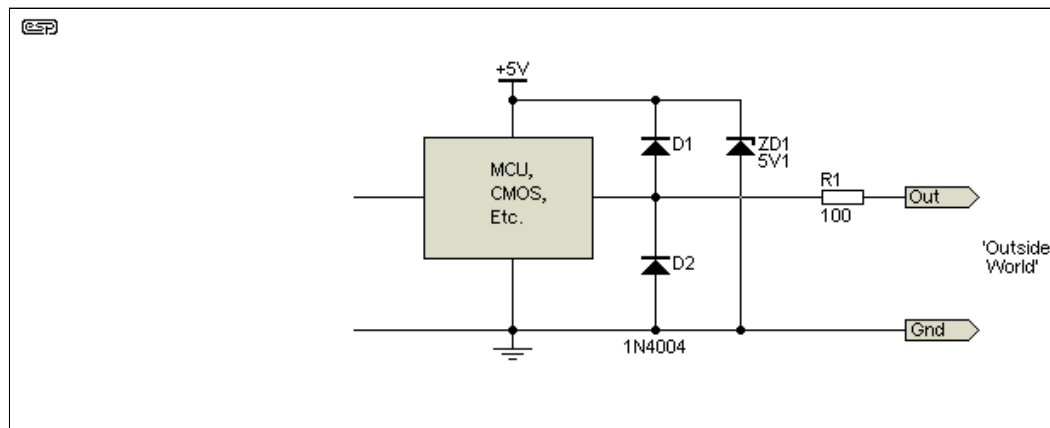 esp
+5V
D1
ZD1
5V1
MCU,
CMOS,
Etc.
R1
100
Out
'Outside
World'
D2
Gnd
1N4004